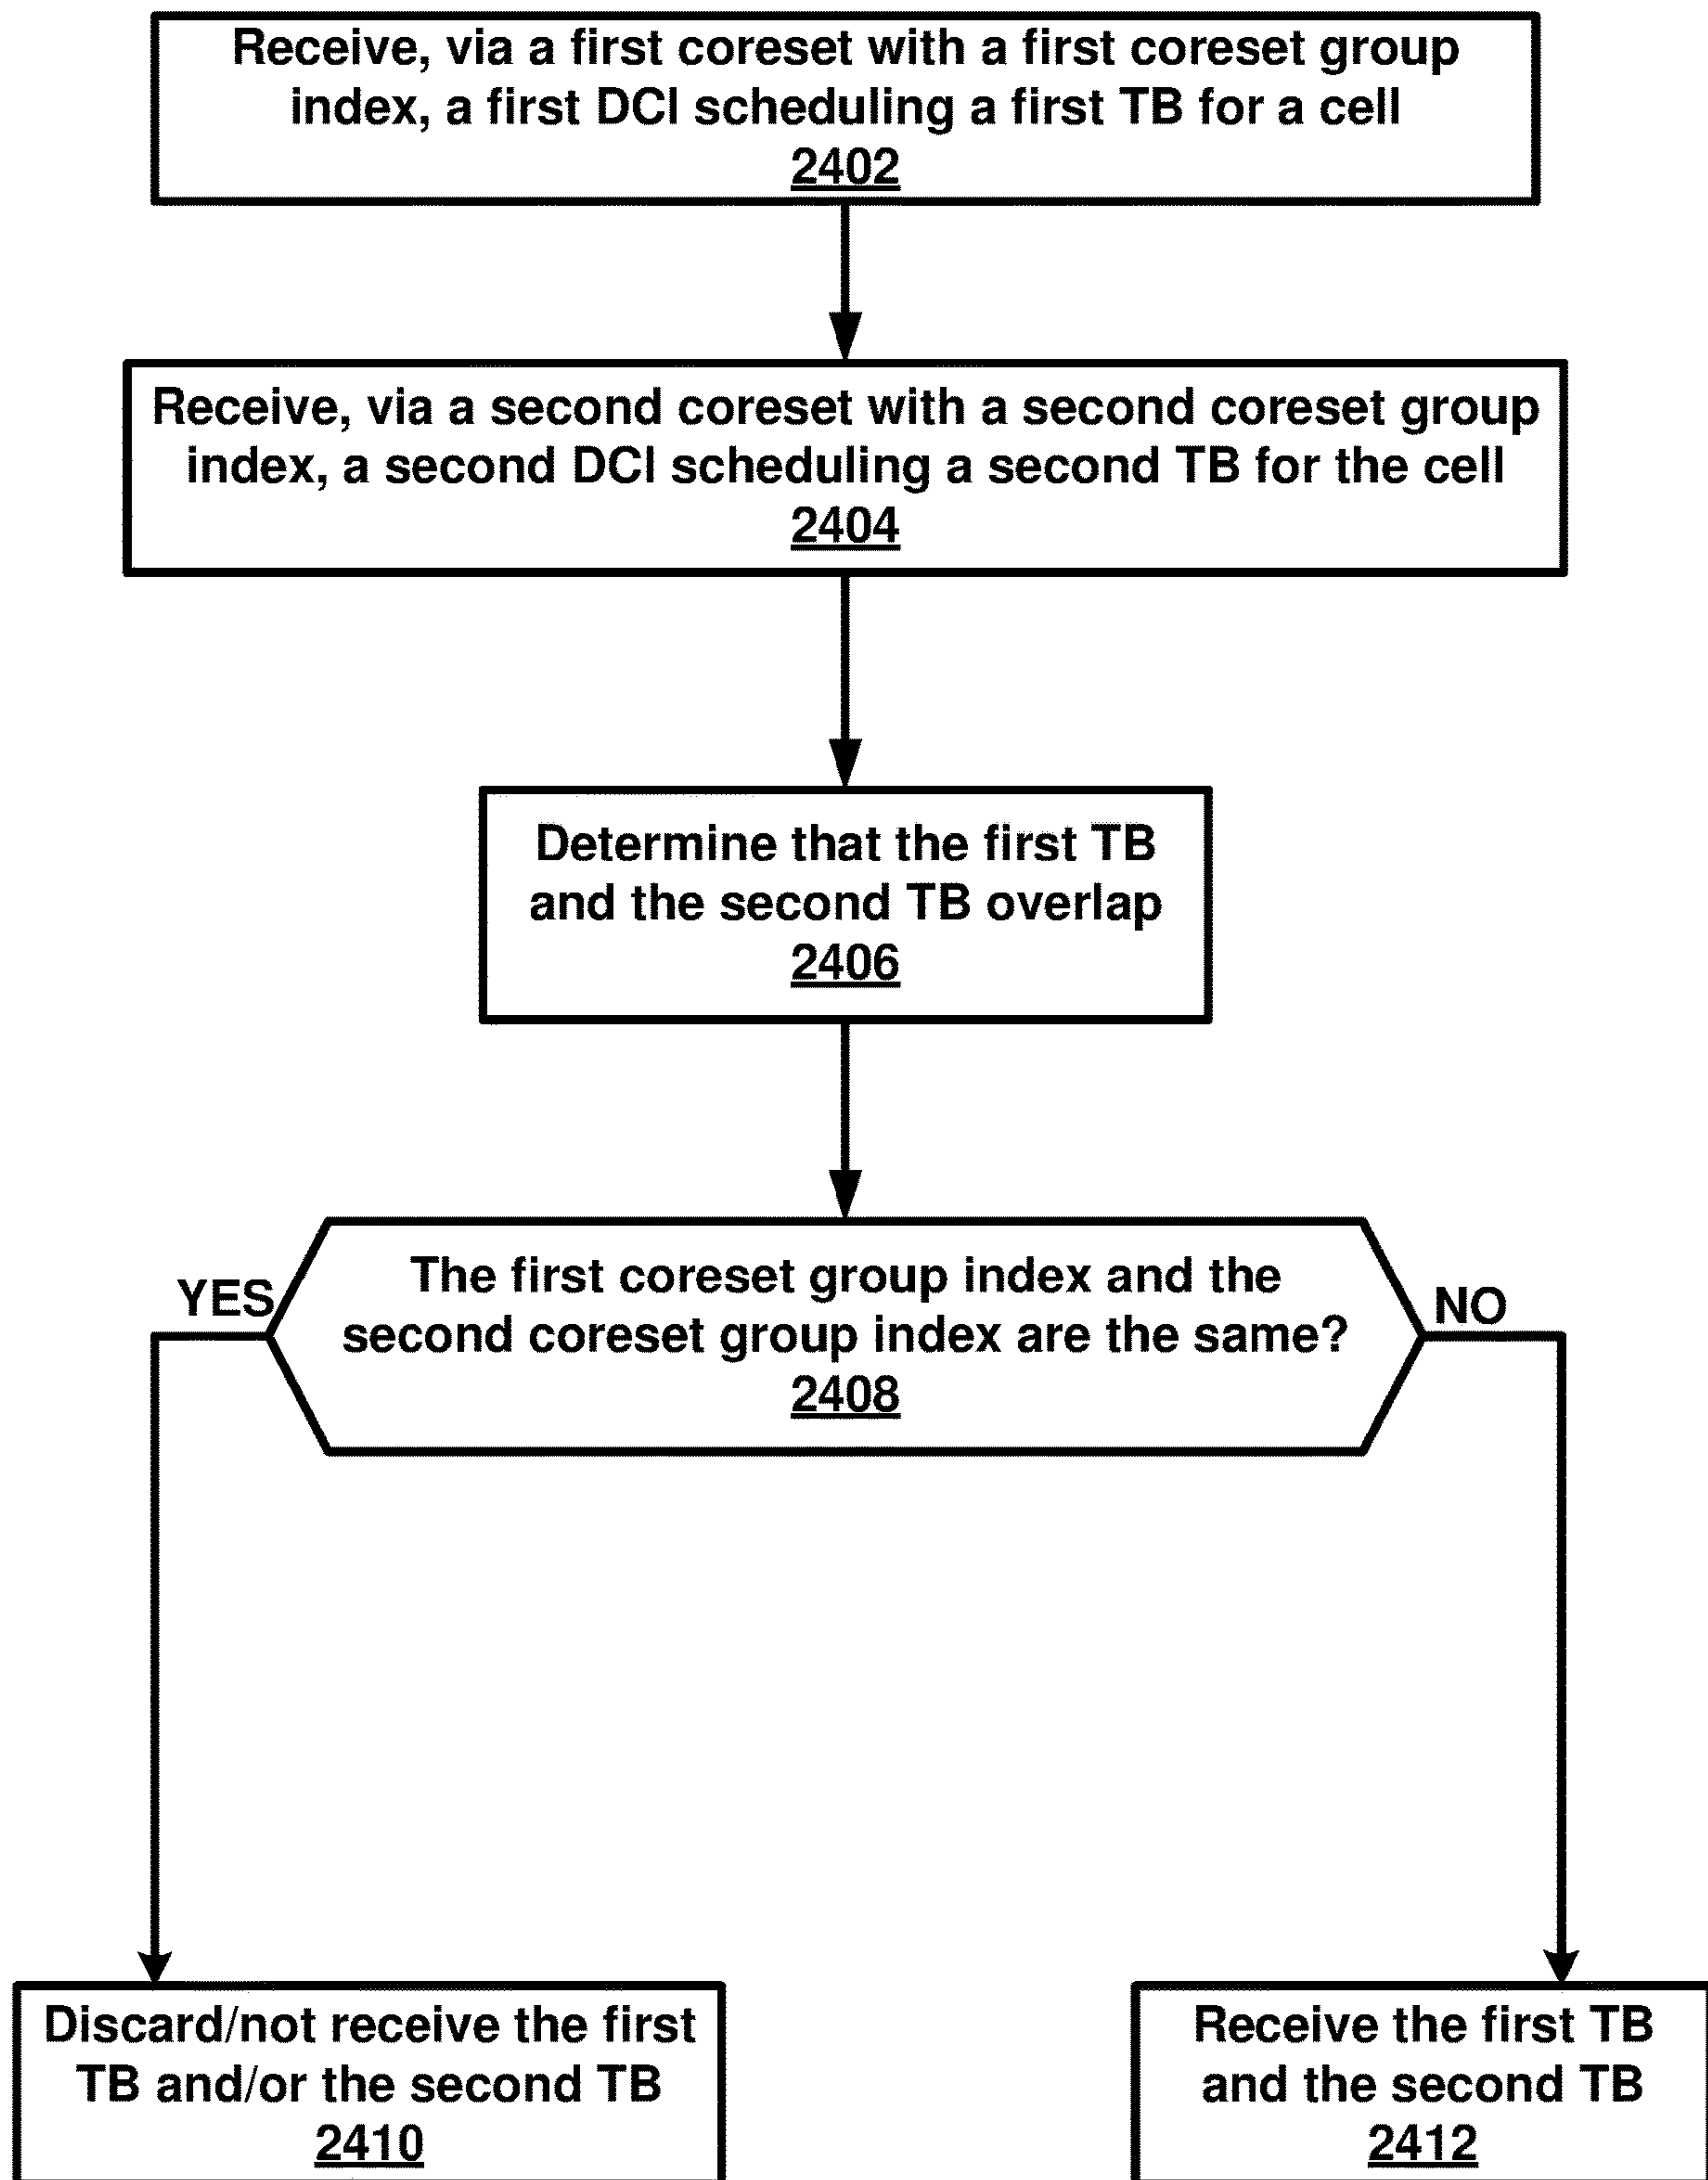 Receive, via a first coreset with a first coreset group
index, a first DCI scheduling a first TB for a cell
2402
Receive, via a second coreset with a second coreset group
index, a second DCI scheduling a second TB for the cell
2404
Determine that the first TB
and the second TB overlap
2406
The first coreset group index and the
second coreset group index are the same?
2408
YES
NO
Discard/not receive the first
TB and/or the second TB
2410
Receive the first TB
and the second TB
2412